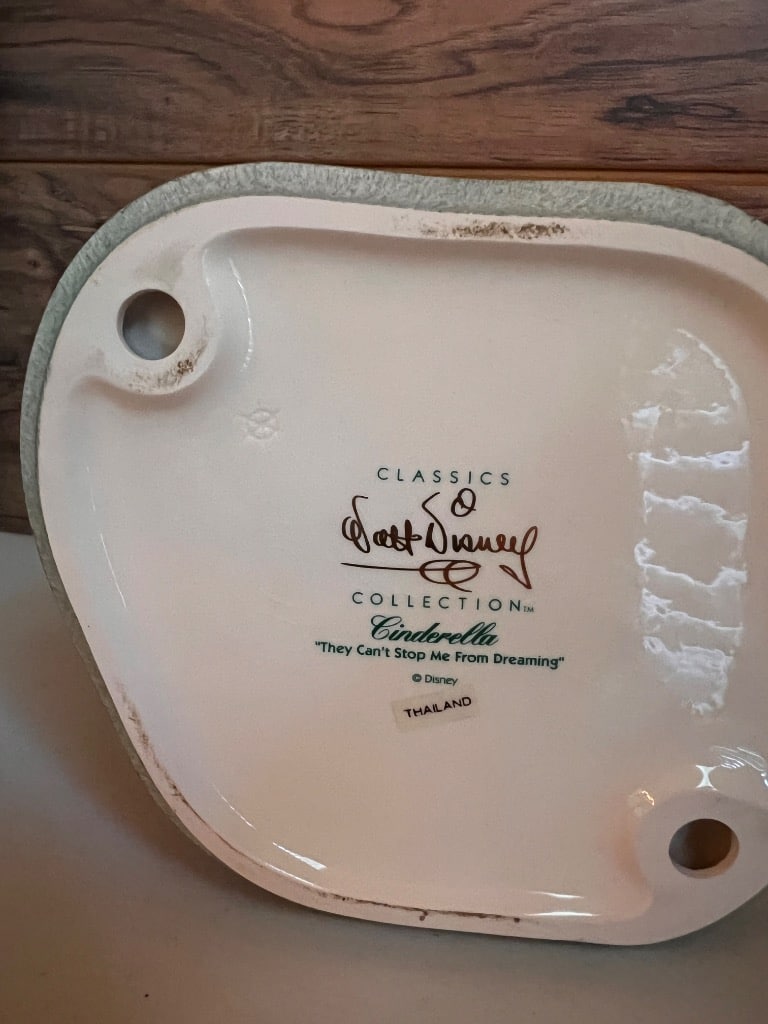 CLASSICS
Walt Disney
COLLECTION™
Cinderella
"They Can't Stop Me From Dreaming"
© Disney
THAILAND